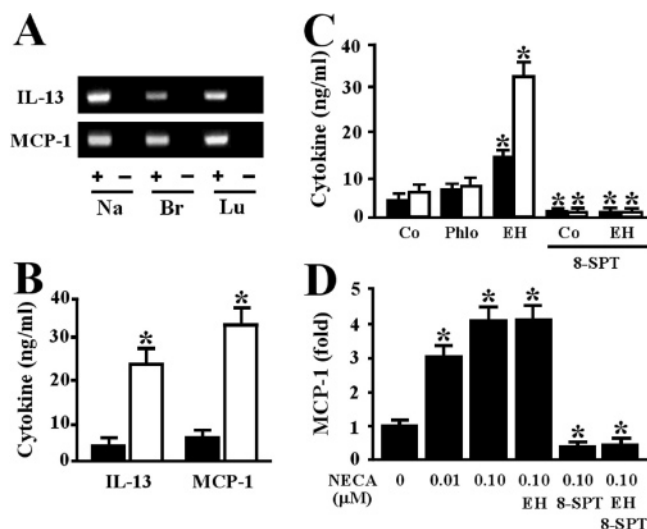 A
IL-13
MCP-1
+ − + − + −
Na Br Lu
B
Cytokine (ng/ml)
40
30
20
10
0
* *
IL-13 MCP-1
C
Cytokine (ng/ml)
40
30
20
10
0
* * * * * *
Co Phlo EH Co EH
8-SPT
D
MCP-1 (fold)
5
4
3
2
1
0
* * * * *
NECA 0 0.01 0.10 0.10 0.10 0.10
(μM) EH 8-SPT EH
8-SPT